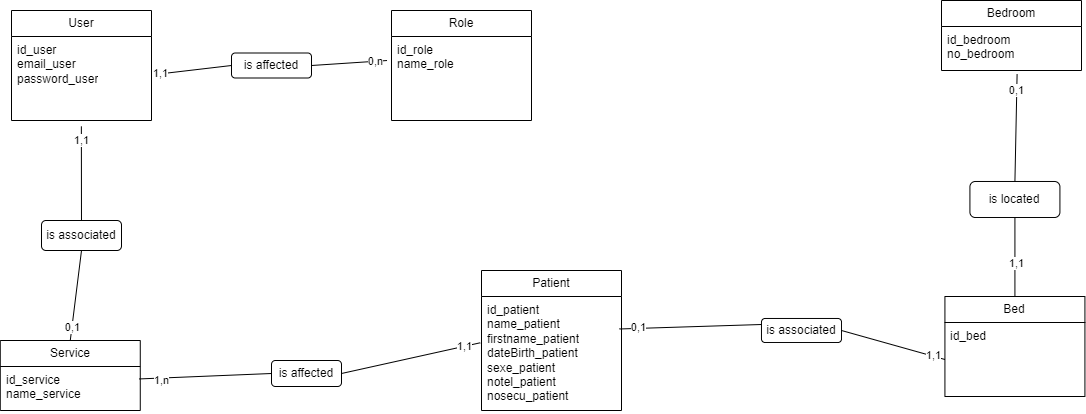 User
id_user
email_user
password_user
1,1
is affected
0,n
Role
id_role
name_role
Bedroom
id_bedroom
no_bedroom
0,1
is located
1,1
1,1
is associated
0,1
Service
id_service
name_service
1,n
is affected
1,1
Patient
id_patient
name_patient
firstname_patient
dateBirth_patient
sexe_patient
notel_patient
nosecu_patient
0,1
is associated
1,1
Bed
id_bed